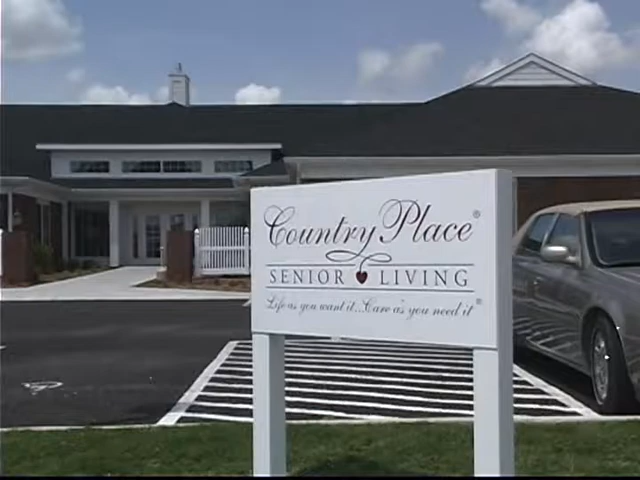 Country Place®
SENIOR LIVING
Life as you want it...Care as you need it®